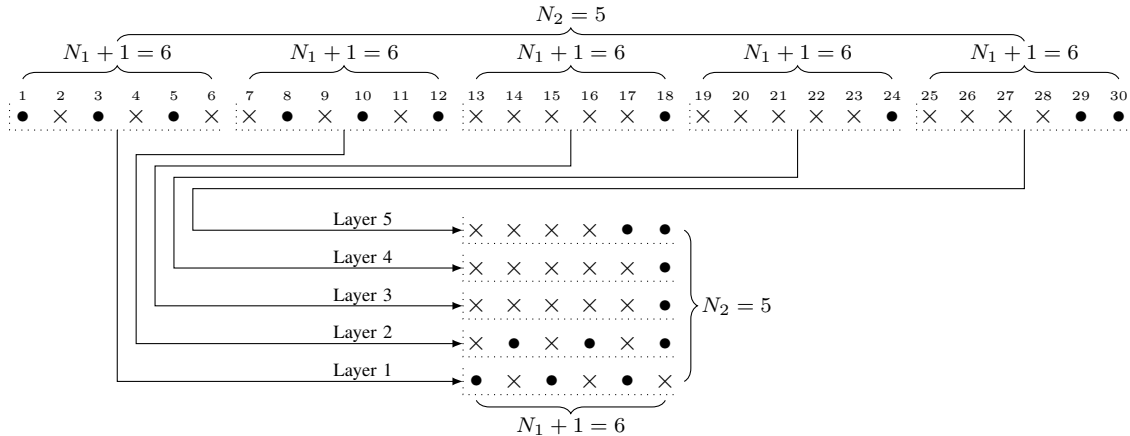 N₂ = 5
N₁ + 1 = 6 N₁ + 1 = 6 N₁ + 1 = 6 N₁ + 1 = 6 N₁ + 1 = 6
1 2 3 4 5 6 7 8 9 10 11 12 13 14 15 16 17 18 19 20 21 22 23 24 25 26 27 28 29 30
Layer 5
Layer 4
Layer 3
N₂ = 5
Layer 2
Layer 1
N₁ + 1 = 6